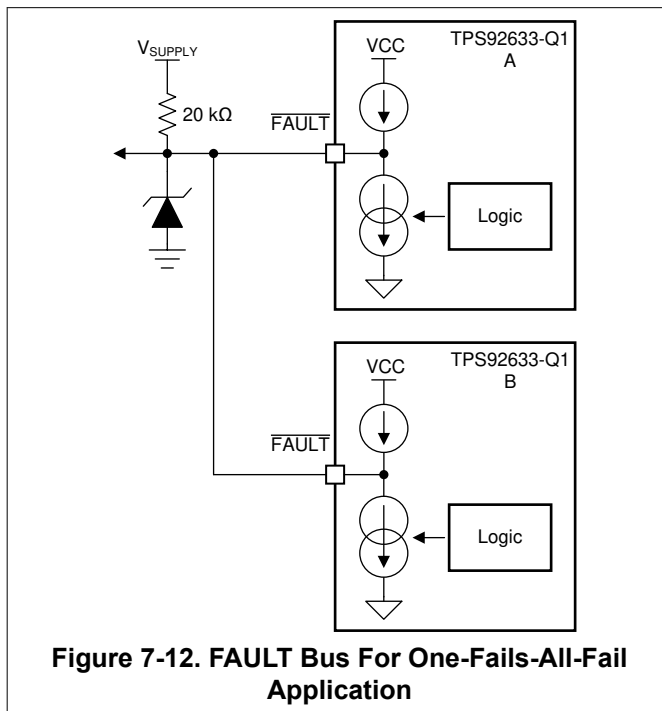 TPS92633-Q1
A
VCC
V_SUPPLY
20 kΩ
FAULT
Logic
TPS92633-Q1
B
VCC
FAULT
Logic
Figure 7-12. FAULT Bus For One-Fails-All-Fail
Application